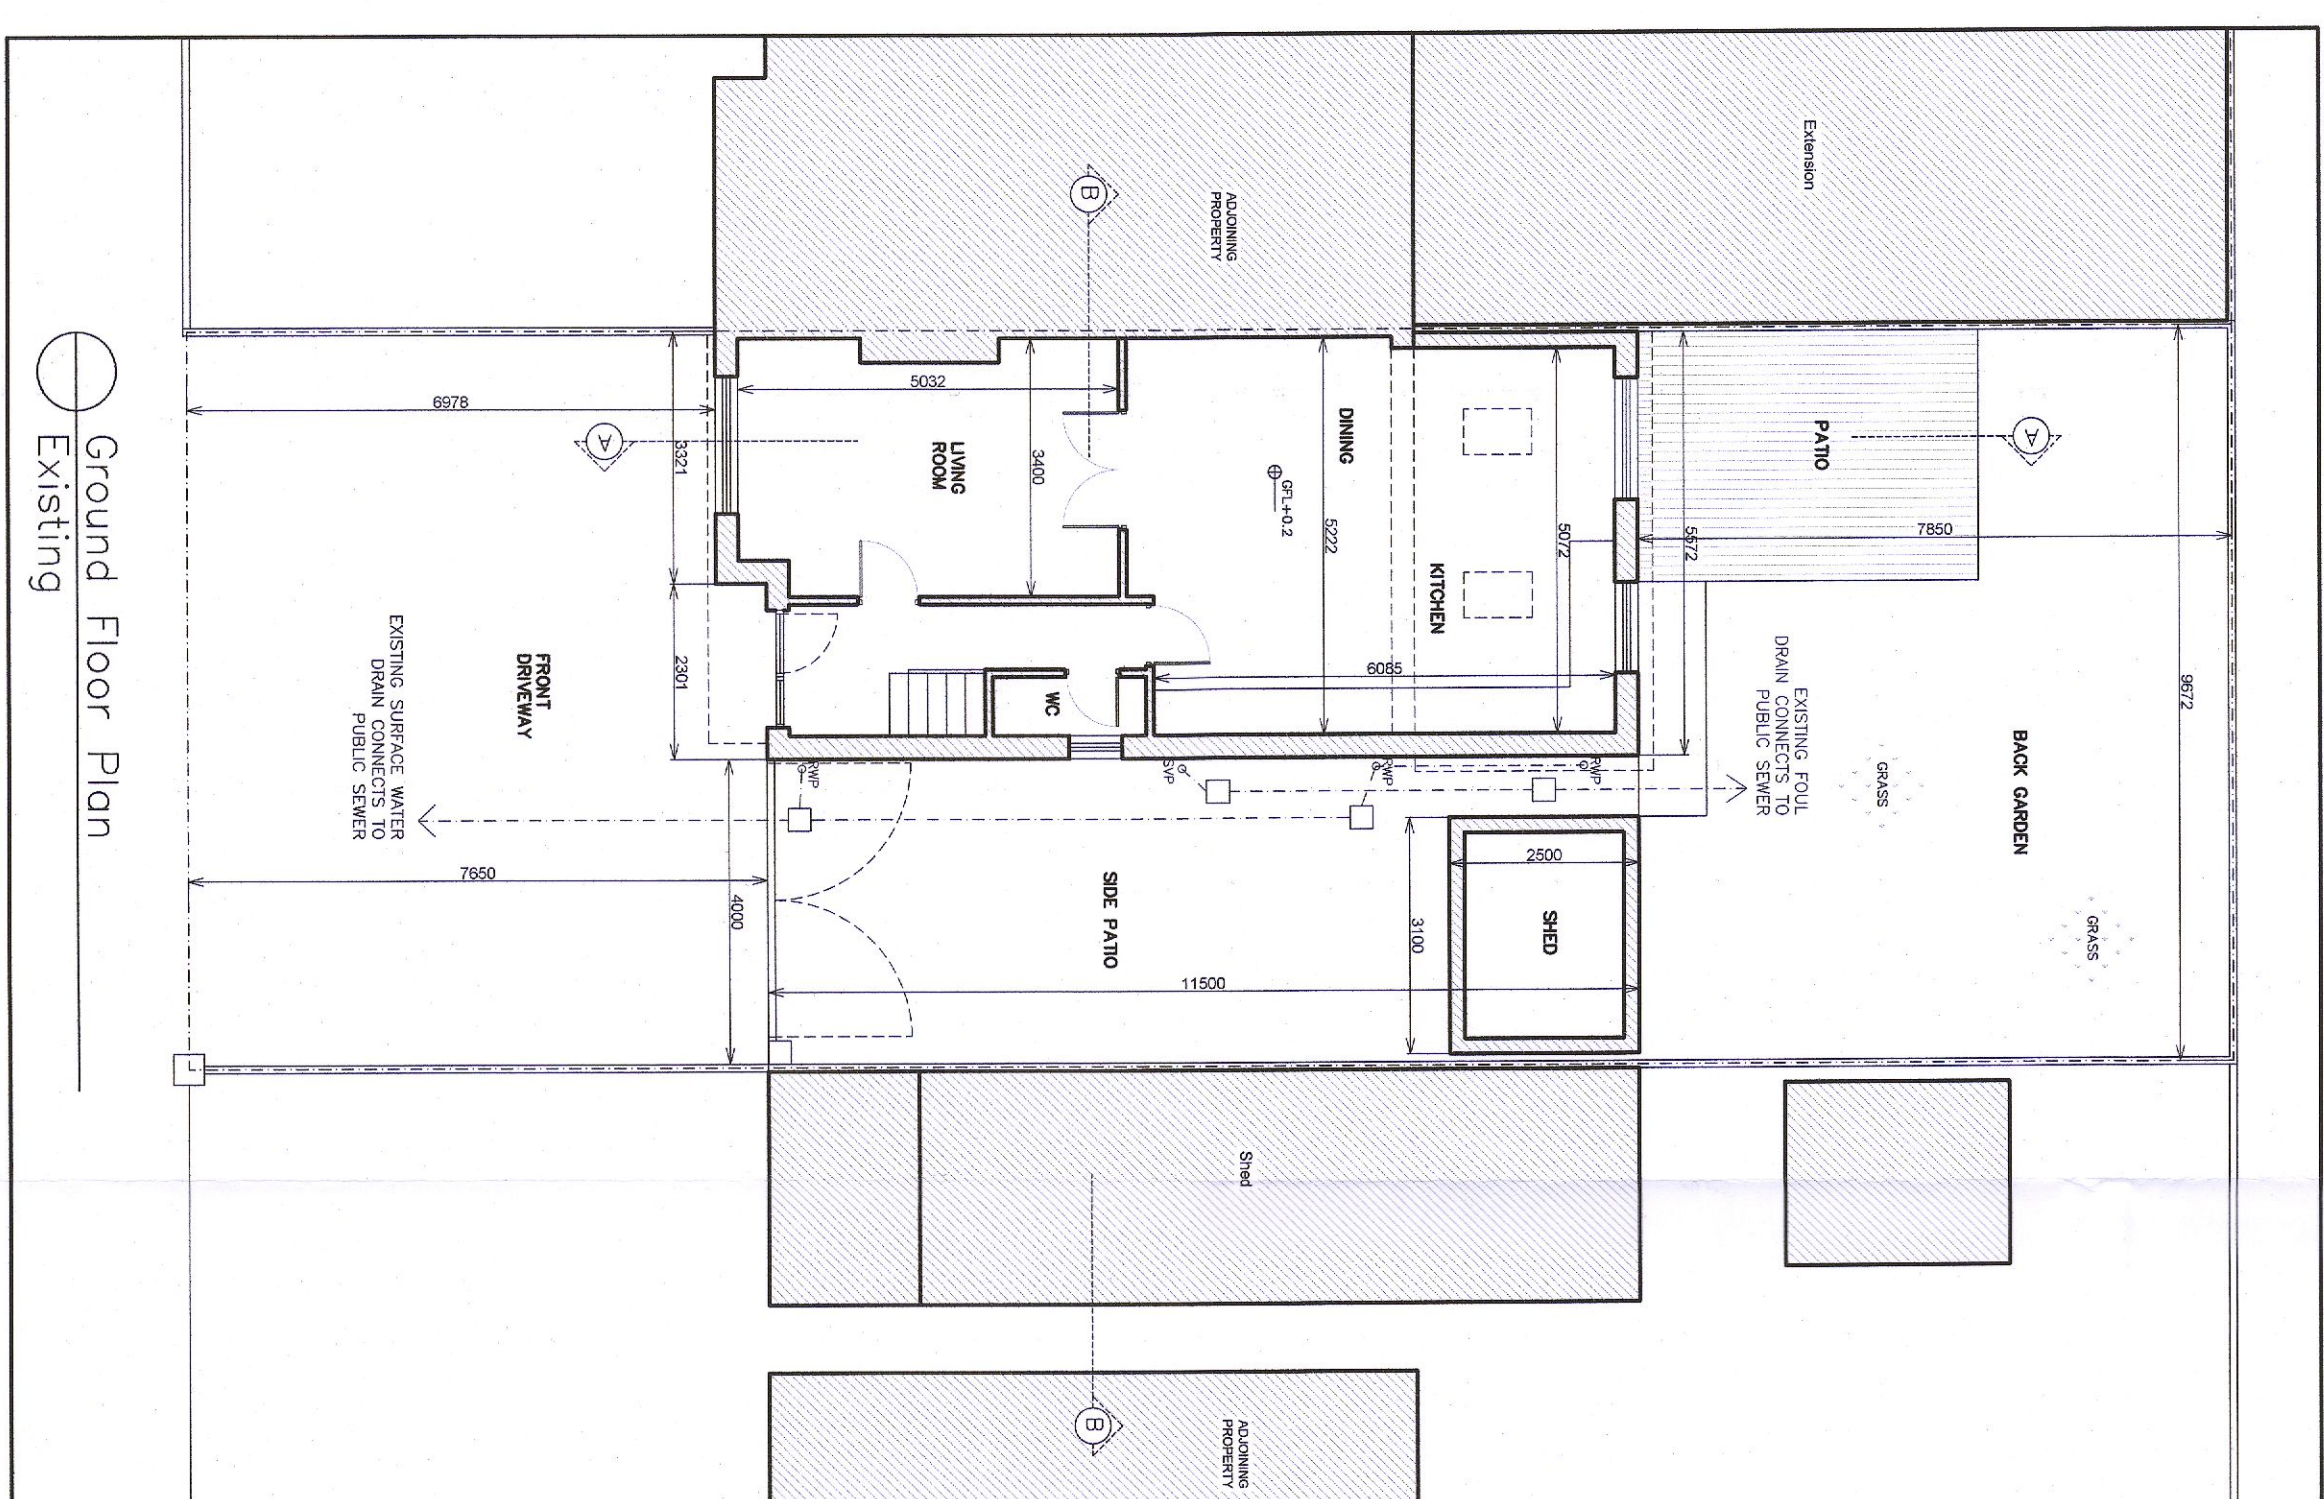 Ground Floor Plan
Existing
Extension
ADJOINING
PROPERTY
B
A
PATIO
7850
9672
5572
BACK GARDEN
GRASS
GRASS
EXISTING FOUL
DRAIN CONNECTS TO
PUBLIC SEWER
KITCHEN
5072
6085
DINING
5222
GFL+0.2
LIVING
ROOM
5032
3400
WC
A
6978
3321
2301
FRONT
DRIVEWAY
EXISTING SURFACE WATER
DRAIN CONECTS TO
PUBLIC SEWER
7650
4000
RWP
SVP
RWP
RWP
SIDE PATIO
11500
SHED
2500
3100
Shed
B
ADJOINING
PROPERTY